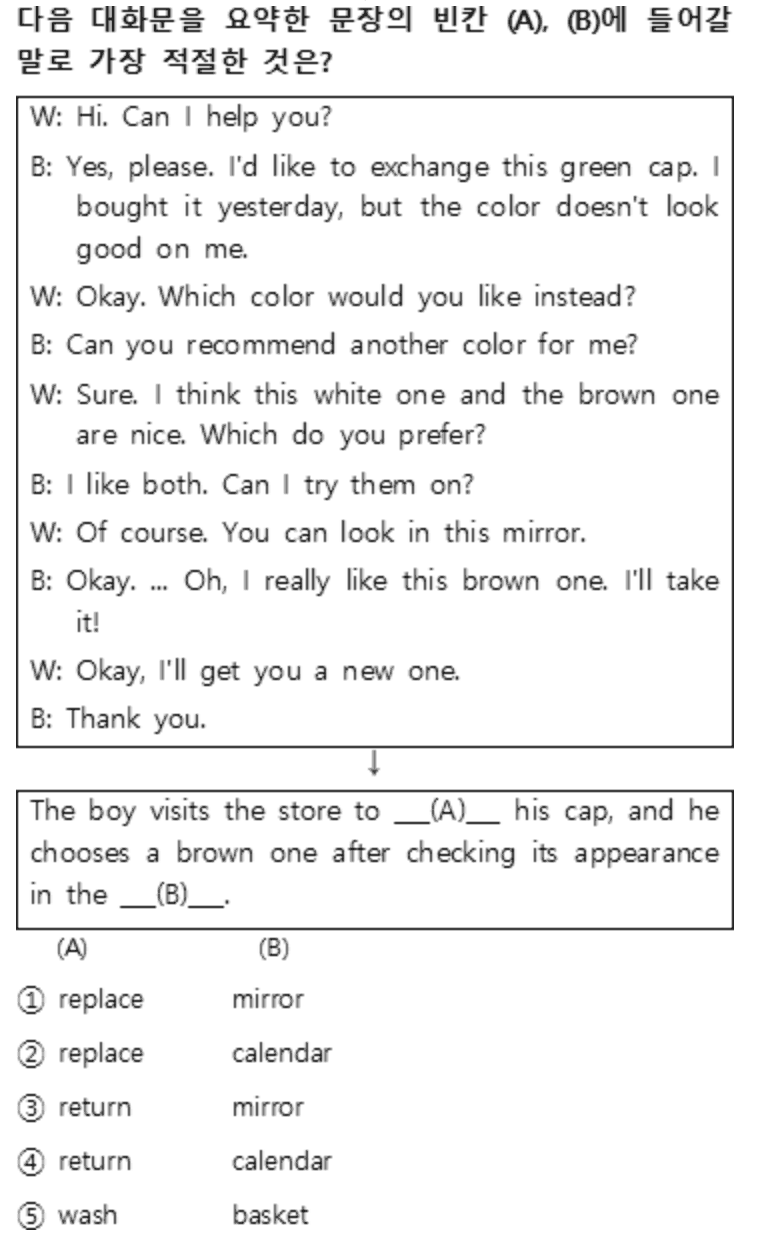 다음 대화문을 요약한 문장의 빈칸 (A), (B)에 들어갈
말로 가장 적절한 것은?
W: Hi. Can I help you?
B: Yes, please. I'd like to exchange this green cap. I
bought it yesterday, but the color doesn't look
good on me.
W: Okay. Which color would you like instead?
B: Can you recommend another color for me?
W: Sure. I think this white one and the brown one
are nice. Which do you prefer?
B: I like both. Can I try them on?
W: Of course. You can look in this mirror.
B: Okay. ... Oh, I really like this brown one. I'll take
it!
W: Okay, I'll get you a new one.
B: Thank you.
↓
The boy visits the store to __(A)__ his cap, and he
chooses a brown one after checking its appearance
in the __(B)__.
(A) (B)
① replace mirror
② replace calendar
③ return mirror
④ return calendar
⑤ wash basket